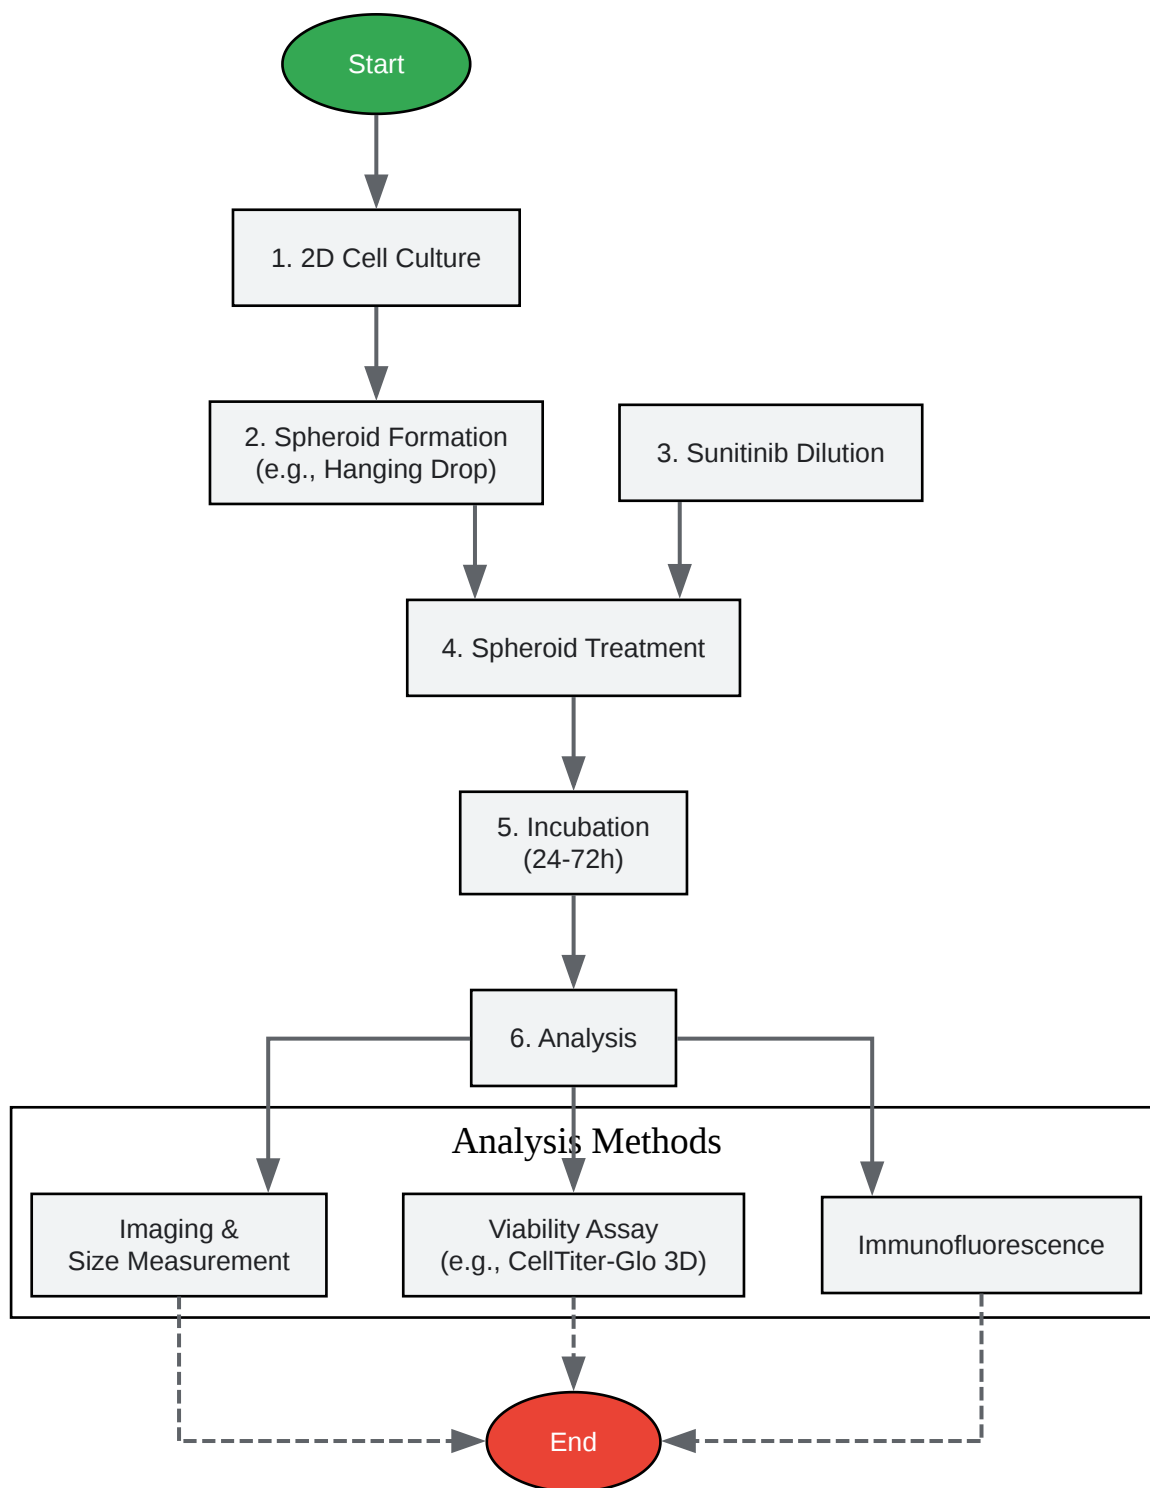 Start
1. 2D Cell Culture
2. Spheroid Formation
(e.g., Hanging Drop)
3. Sunitinib Dilution
4. Spheroid Treatment
5. Incubation
(24-72h)
6. Analysis
Analysis Methods
Imaging &
Size Measurement
Viability Assay
(e.g., CellTiter-Glo 3D)
Immunofluorescence
End